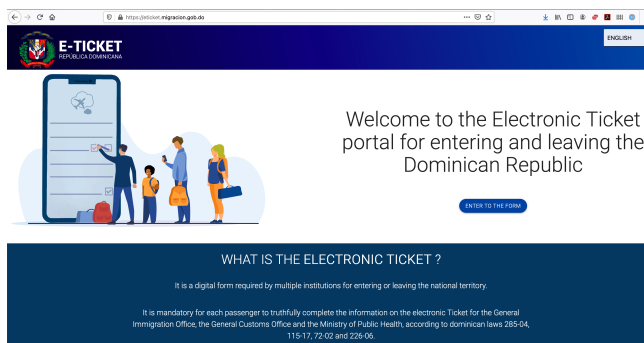 https://eticket.migracion.gob.do
ENGLISH
E-TICKET
REPÚBLICA DOMINICANA
Welcome to the Electronic Ticket
portal for entering and leaving the
Dominican Republic
ENTER TO THE FORM
WHAT IS THE ELECTRONIC TICKET ?
It is a digital form required by multiple institutions for entering or leaving the national territory.
It is mandatory for each passenger to truthfully complete the information on the electronic Ticket for the General
Immigration Office, the General Customs Office and the Ministry of Public Health, according to dominican laws 285-04,
115-17, 72-02 and 226-06.